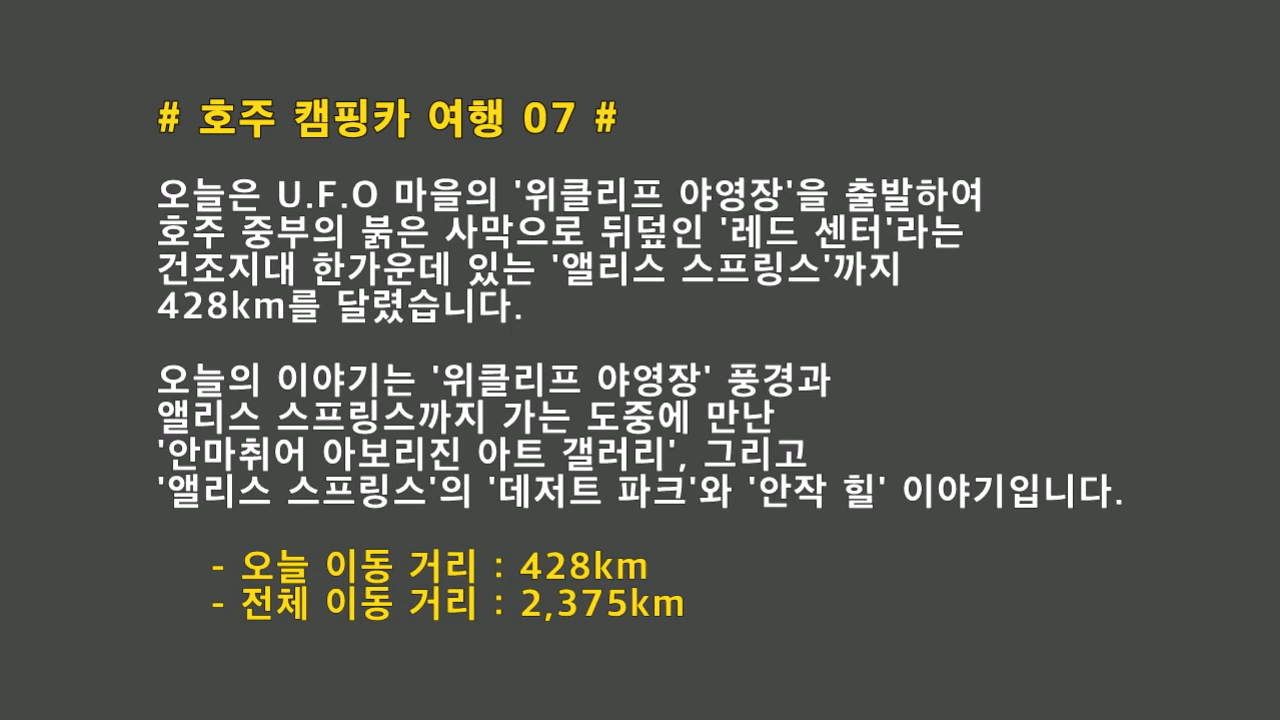 # 호주 캠핑카 여행 07 #
오늘은 U.F.O 마을의 '위클리프 야영장'을 출발하여
호주 중부의 붉은 사막으로 뒤덮인 '레드 센터'라는
건조지대 한가운데 있는 '앨리스 스프링스'까지
428km를 달렸습니다.
오늘의 이야기는 '위클리프 야영장' 풍경과
앨리스 스프링스까지 가는 도중에 만난
'안마취어 아보리진 아트 갤러리', 그리고
'앨리스 스프링스'의 '데저트 파크'와 '안작 힐' 이야기입니다.
- 오늘 이동 거리 : 428km
- 전체 이동 거리 : 2,375km